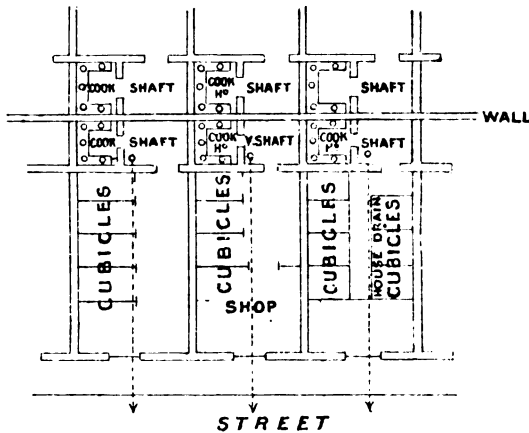 COOK SHAFT COOK Hº SHAFT SHAFT
WALL
COOK SHAFT COOK Hº V.SHAFT COOK Hº SHAFT
CUBICLES
CUBICLES
CUBICLES
HOUSE DRAIN
CUBICLES
SHOP
STREET